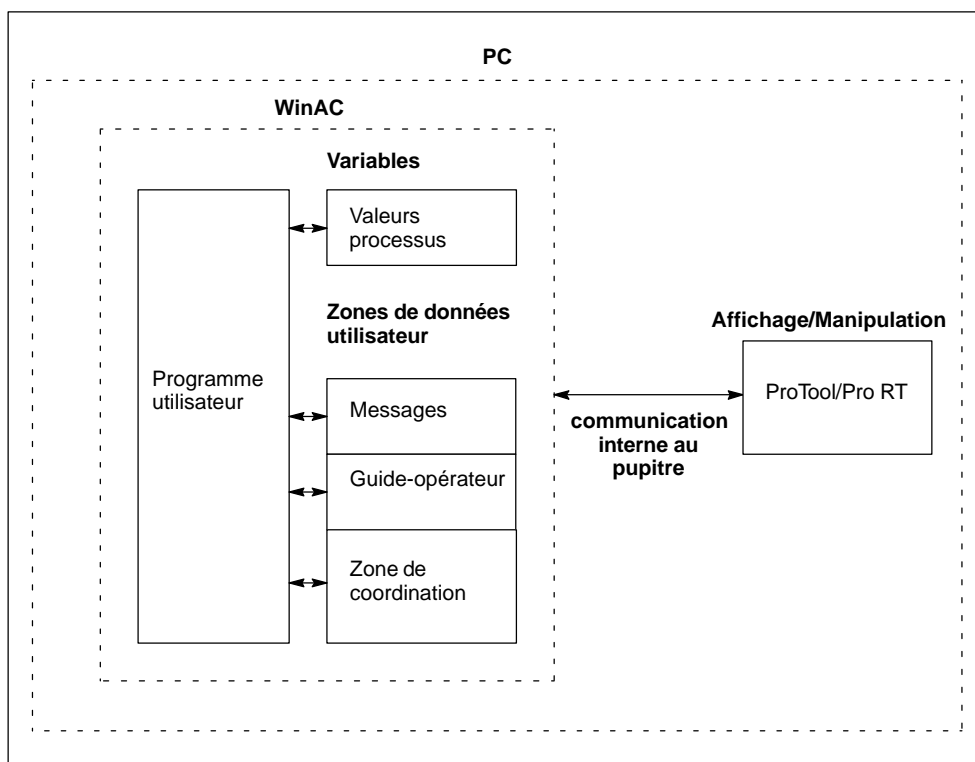 PC
WinAC
Variables
Valeurs
processus
Zones de données
utilisateur
Programme
utilisateur
Messages
Guide-opérateur
Zone de
coordination
communication
interne au
pupitre
Affichage/Manipulation
ProTool/Pro RT